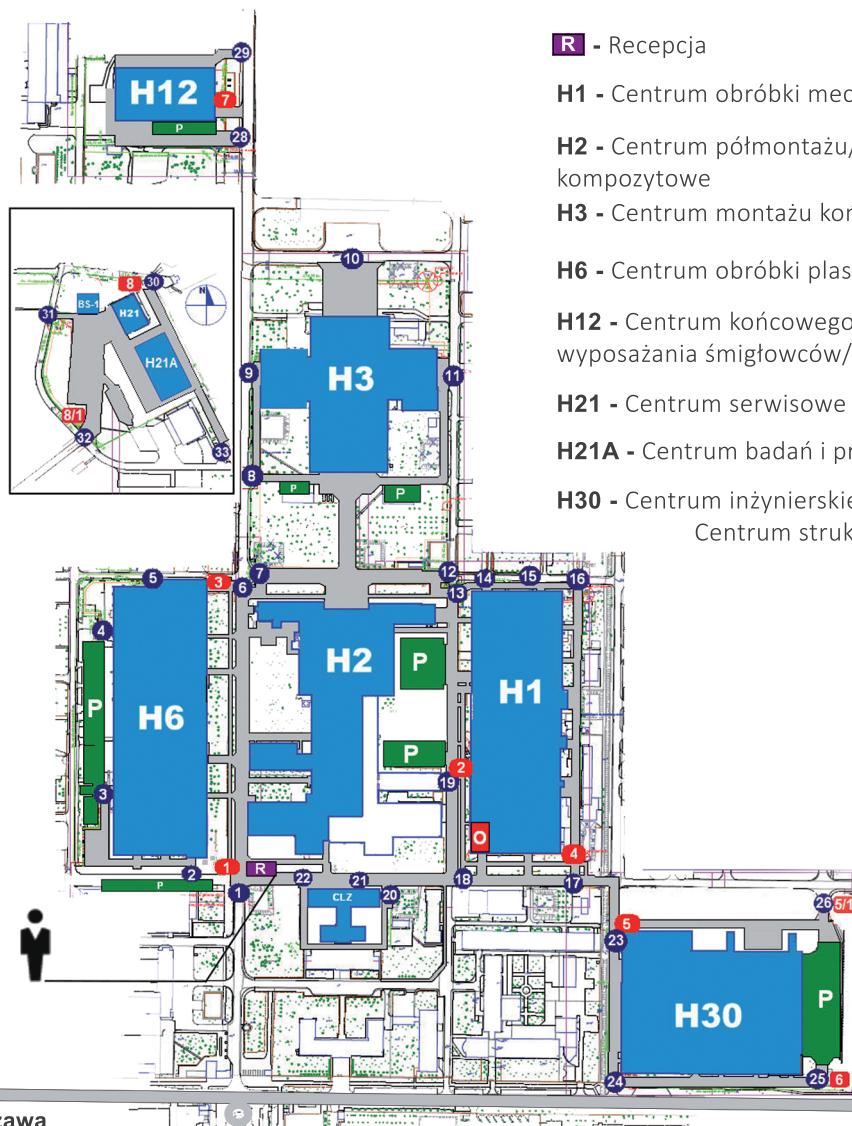 29
H12
7
P
28
R - Recepcja
H1 - Centrum obróbki mec
H2 - Centrum półmontażu/
kompozytowe
H3 - Centrum montażu koń
H6 - Centrum obróbki plas
H12 - Centrum końcowego
wyposażania śmigłowców/
H21 - Centrum serwisowe
H21A - Centrum badań i pr
H30 - Centrum inżynierskie
Centrum struk
8
30
N
BS-1
31
H21
H21A
8/1
32
33
10
9
H3
11
8
P
P
5
3
6
7
12
13
14
15
16
4
H2
P
H1
P
H6
P
2
19
3
O
4
1
R
2
P
1
22
21
20
CLZ
18
17
26
5/1
5
23
P
H30
24
25
6
zawa